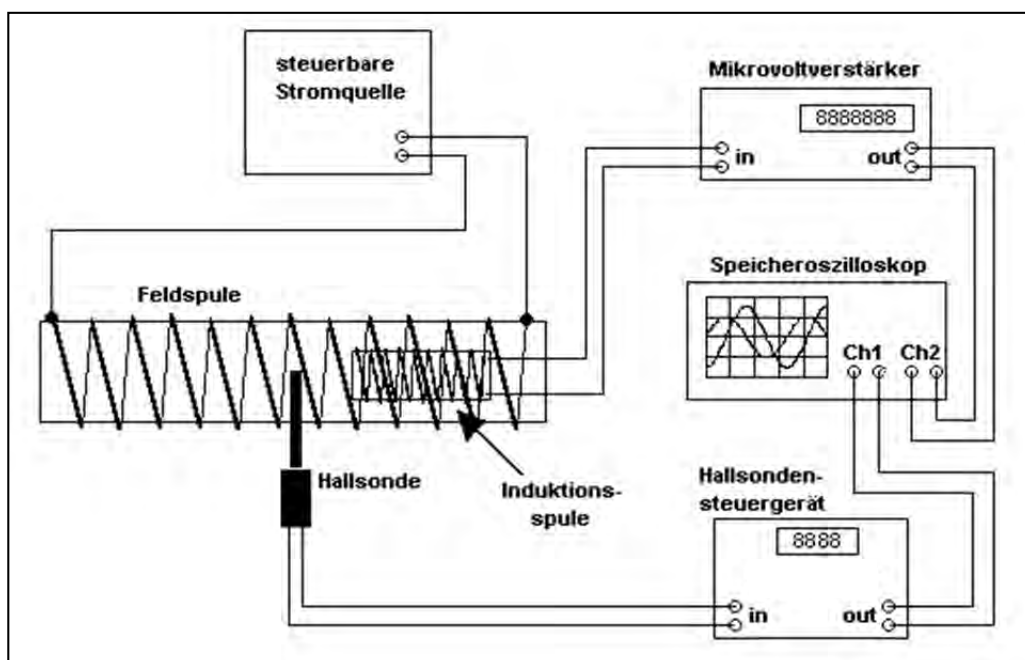 steuerbare
Stromquelle
Mikrovoltverstärker
8888888
in
out
Speicheroszilloskop
Feldspule
Ch1
Ch2
Hallsonde
Induktions-
spule
Hallsonden-
steuergerät
8888
in
out